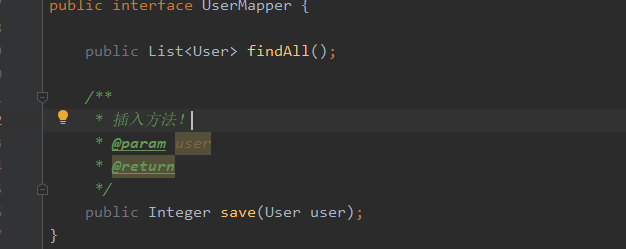 public interface UserMapper {
public List<User> findAll();
/**
* 插入方法!
* @param user
* @return
*/
public Integer save(User user);
}